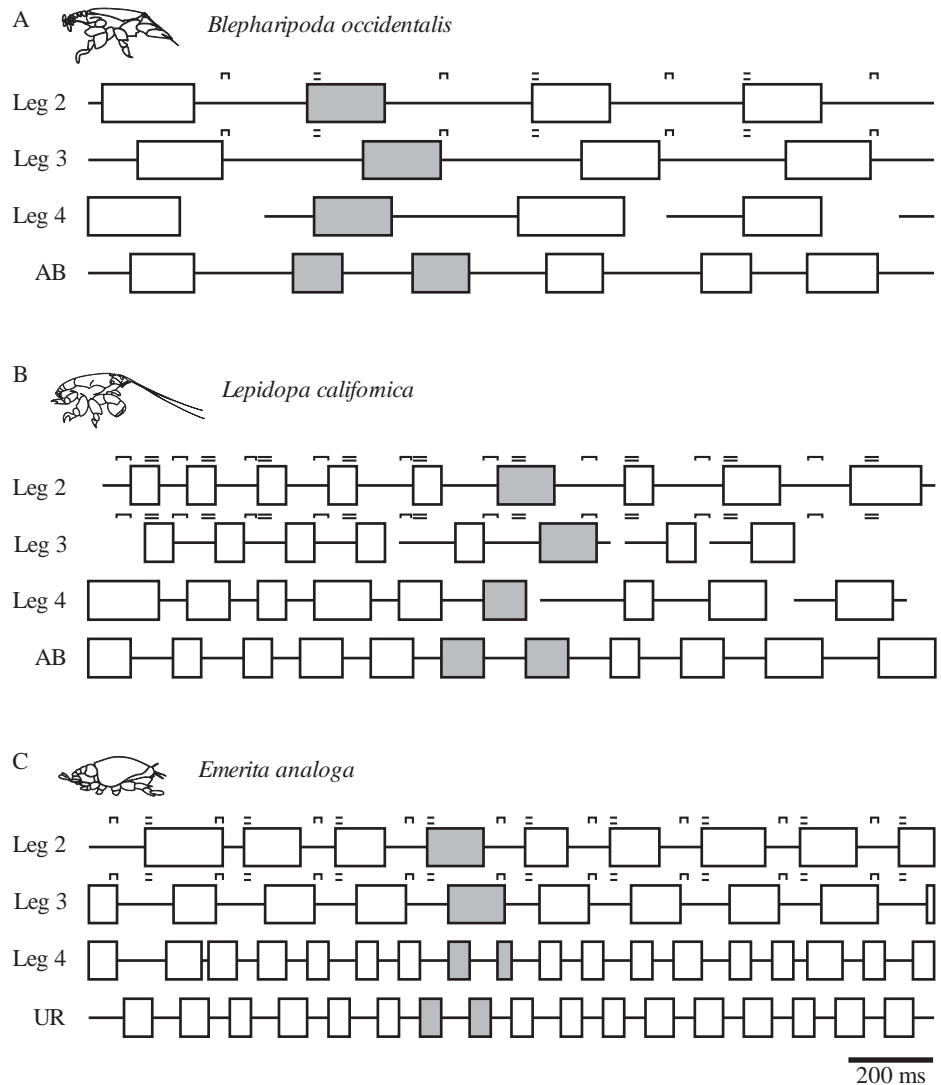 A
Blepharipoda occidentalis
Leg 2
Leg 3
Leg 4
AB
B
Lepidopa califomica
Leg 2
Leg 3
Leg 4
AB
C
Emerita analoga
Leg 2
Leg 3
Leg 4
UR
200 ms